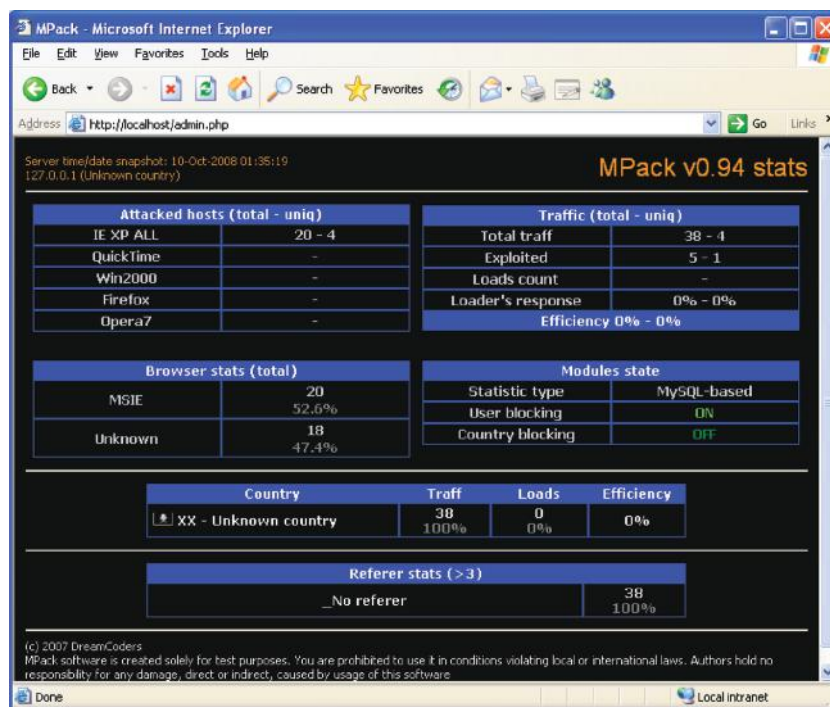 MPack - Microsoft Internet Explorer
File Edit View Favorites Tools Help
Back Search Favorites
Address http://localhost/admin.php Go Links
Server time/date snapshot: 10-Oct-2008 01:35:19
127.0.0.1 (Unknown country)
MPack v0.94 stats
Attacked hosts (total - uniq)
IE XP ALL 20 - 4
QuickTime -
Win2000 -
Firefox -
Opera7 -
Traffic (total - uniq)
Total traff 38 - 4
Exploited 5 - 1
Loads count -
Loader's response 0% - 0%
Efficiency 0% - 0%
Browser stats (total)
MSIE 20
52.6%
Unknown 18
47.4%
Modules state
Statistic type MySQL-based
User blocking ON
Country blocking OFF
Country Traff Loads Efficiency
XX - Unknown country 38 0 0%
100% 0%
Referer stats (>3)
_No referer 38
100%
(c) 2007 DreamCoders
MPack software is created solely for test purposes. You are prohibited to use it in conditions violating local or international laws. Authors hold no
responsibility for any damage, direct or indirect, caused by usage of this software
Done Local intranet